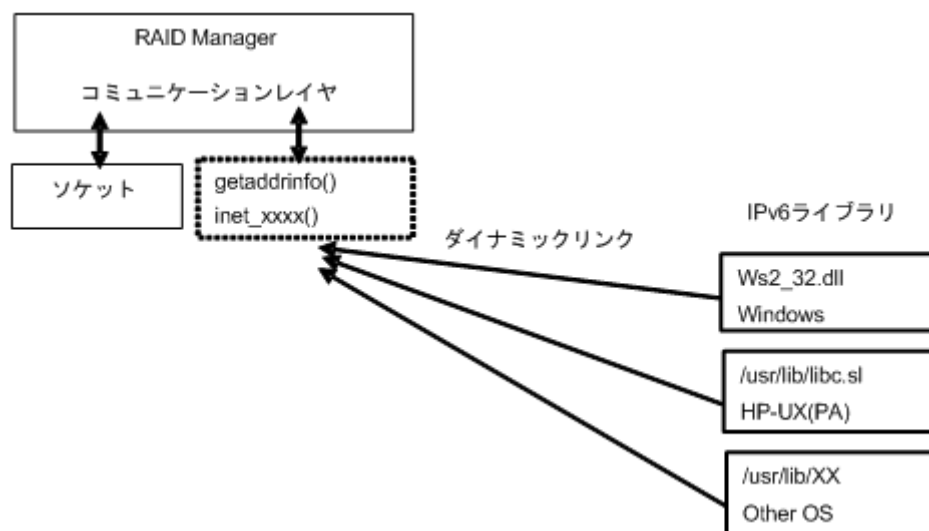 RAID Manager
コミュニケーションレイヤ
ソケット
getaddrinfo()
inet_xxxx()
ダイナミックリンク
IPv6ライブラリ
Ws2_32.dll
Windows
/usr/lib/libc.sl
HP-UX(PA)
/usr/lib/XX
Other OS